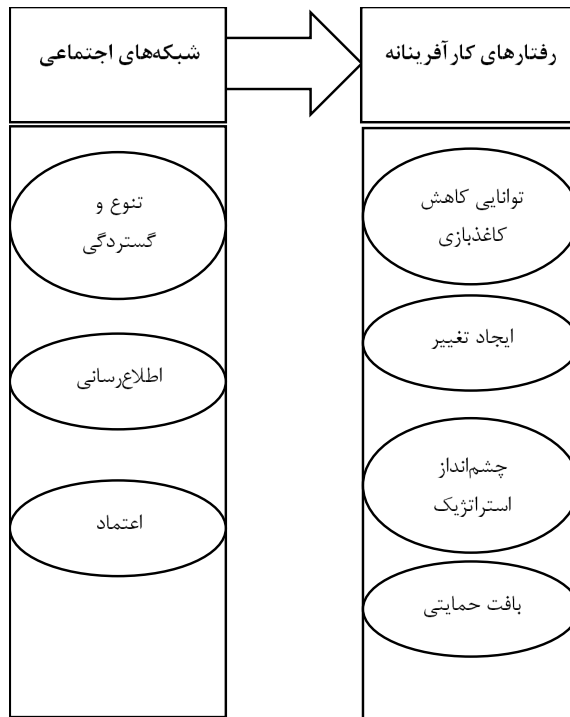 شبکه‌های اجتماعی
تنوع و
گستردگی
اطلاع‌رسانی
اعتماد
رفتارهای کارآفرینانه
توانایی کاهش
کاغذبازی
ایجاد تغییر
چشم‌انداز
استراتژیک
بافت حمایتی